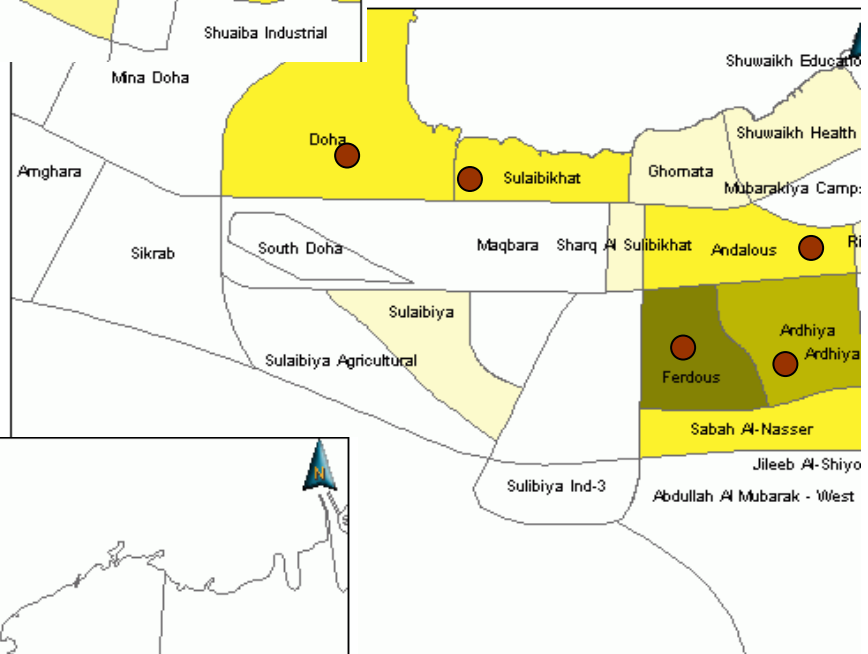 Shuaiba Industrial
Shuwaikh Educatio
Mina Doha
Shuwaikh Health
Doha
Amghara
Sulaibikhat
Ghornata
Mubarakiya Camps
Sikrab
South Doha
Maqbara
Sharq Al Sulibikhat
Andalous
Ri
Sulaibiya
Ardhiya
Ardhiya
Sulaibiya Agricultural
Ferdous
Sabah Al-Nasser
Jileeb Al-Shiyo
Sulibiya Ind-3
Abdullah Al Mubarak - West
N